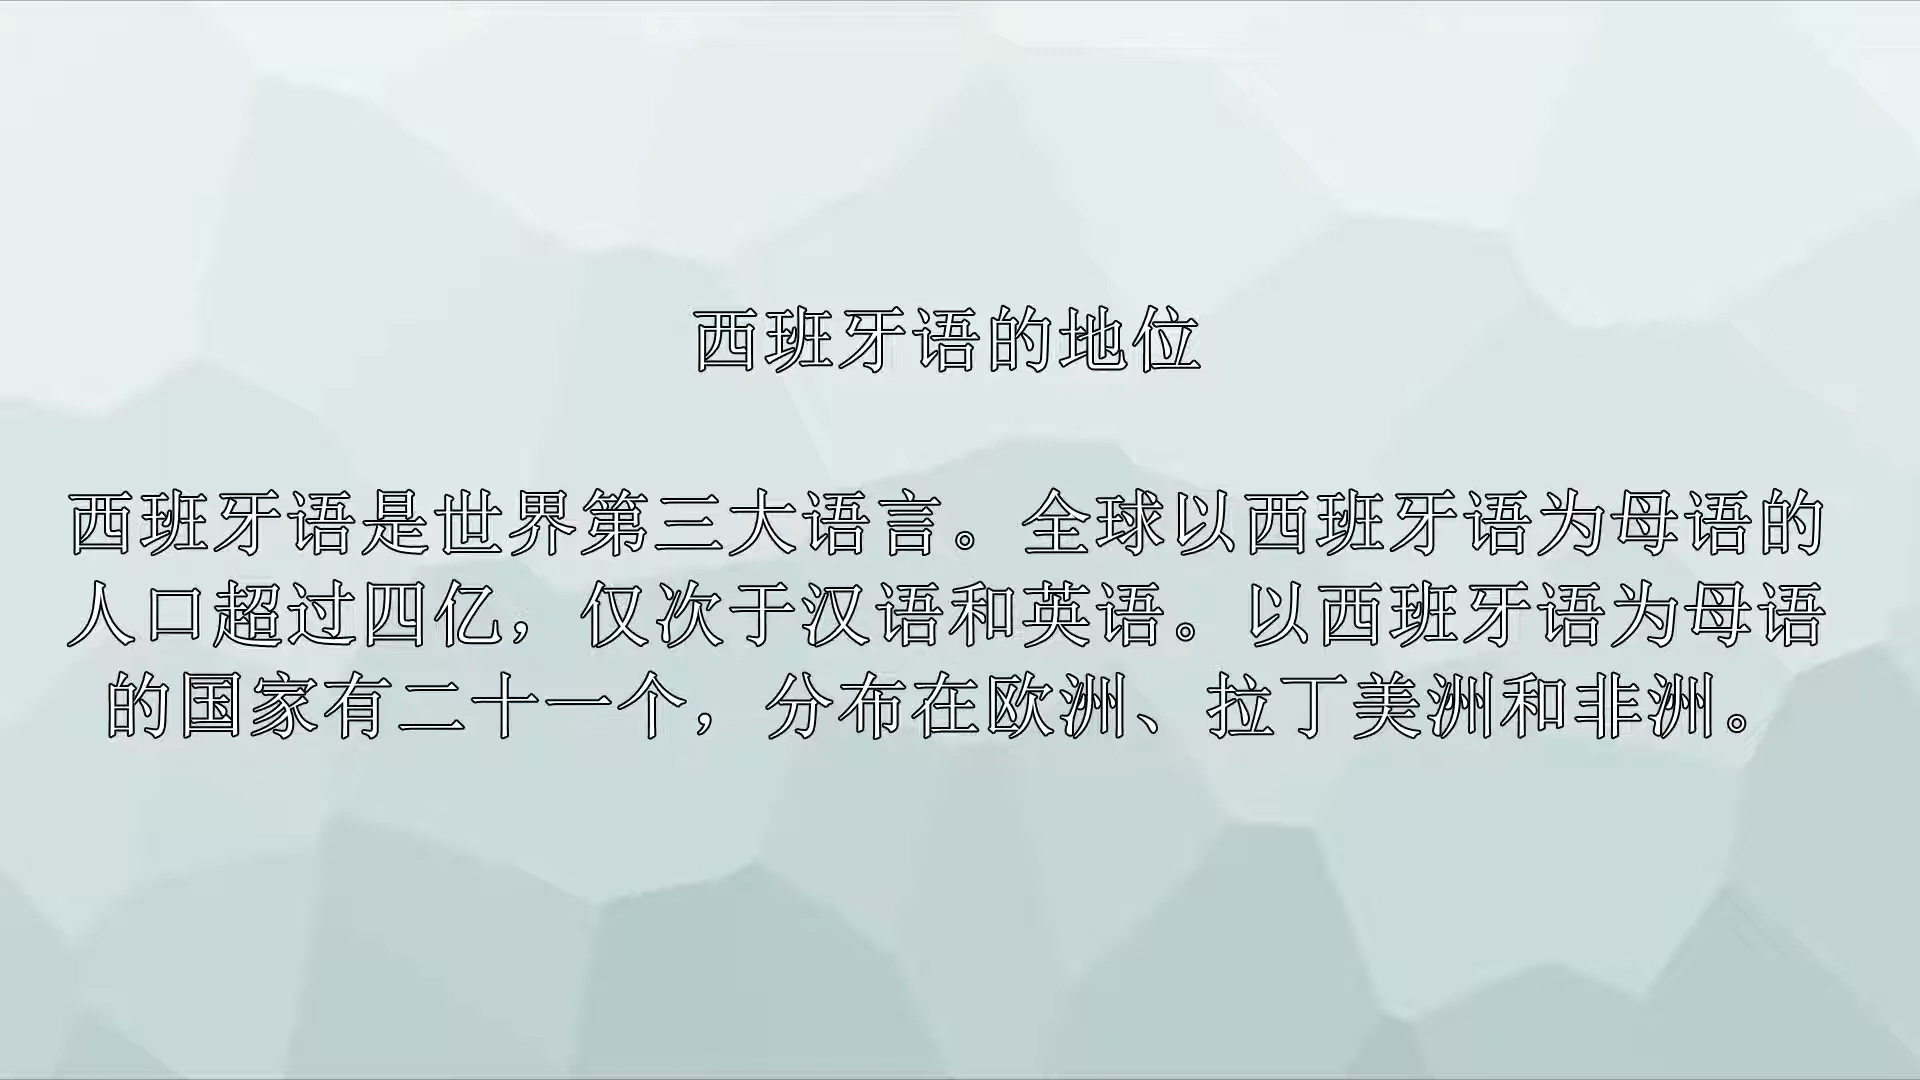 西班牙语的地位
西班牙语是世界第三大语言。全球以西班牙语为母语的
人口超过四亿，仅次于汉语和英语。以西班牙语为母语
的国家有二十一个，分布在欧洲、拉丁美洲和非洲。